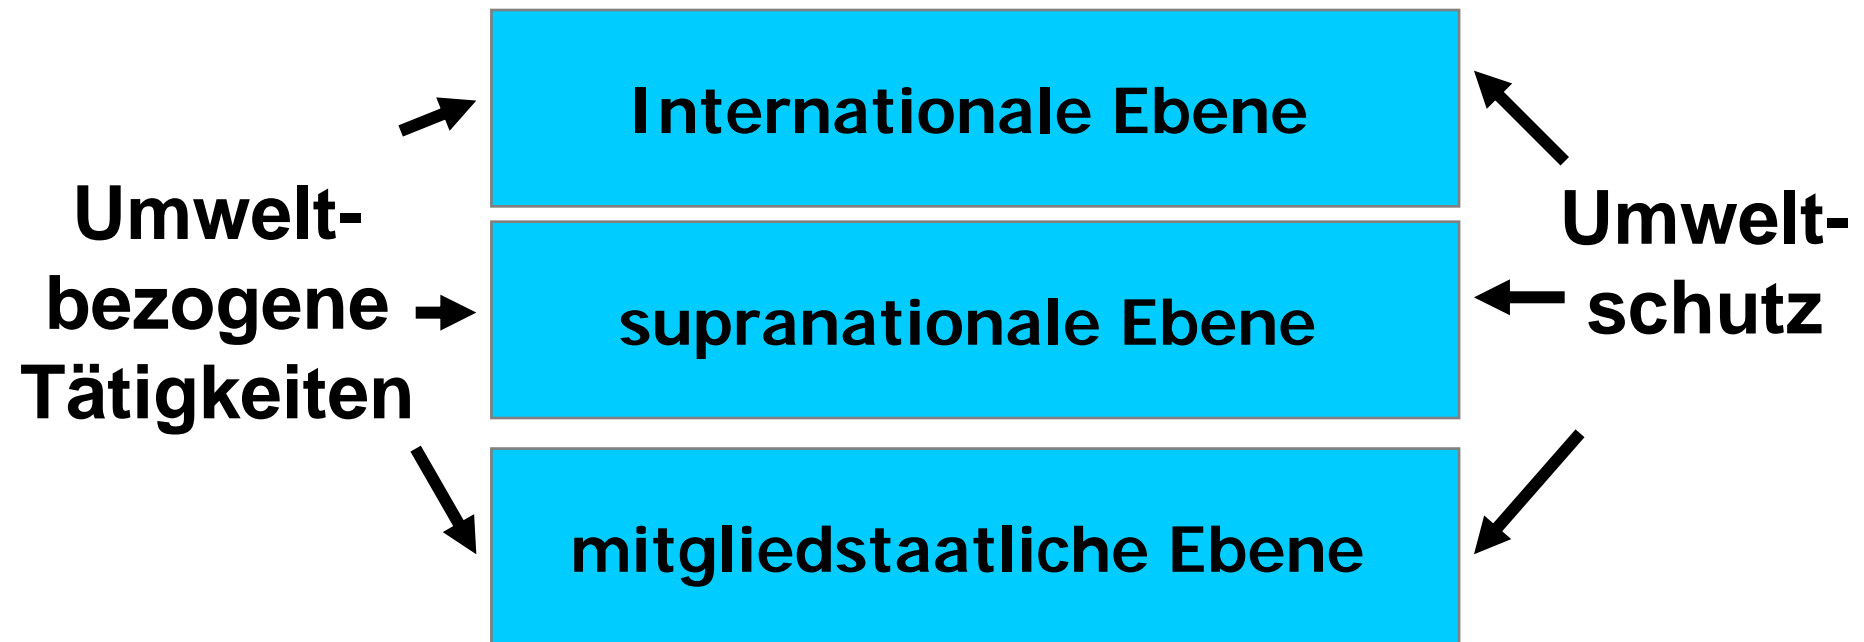 Internationale Ebene
Umwelt-
bezogene
Tätigkeiten
supranationale Ebene
Umwelt-
schutz
mitgliedstaatliche Ebene